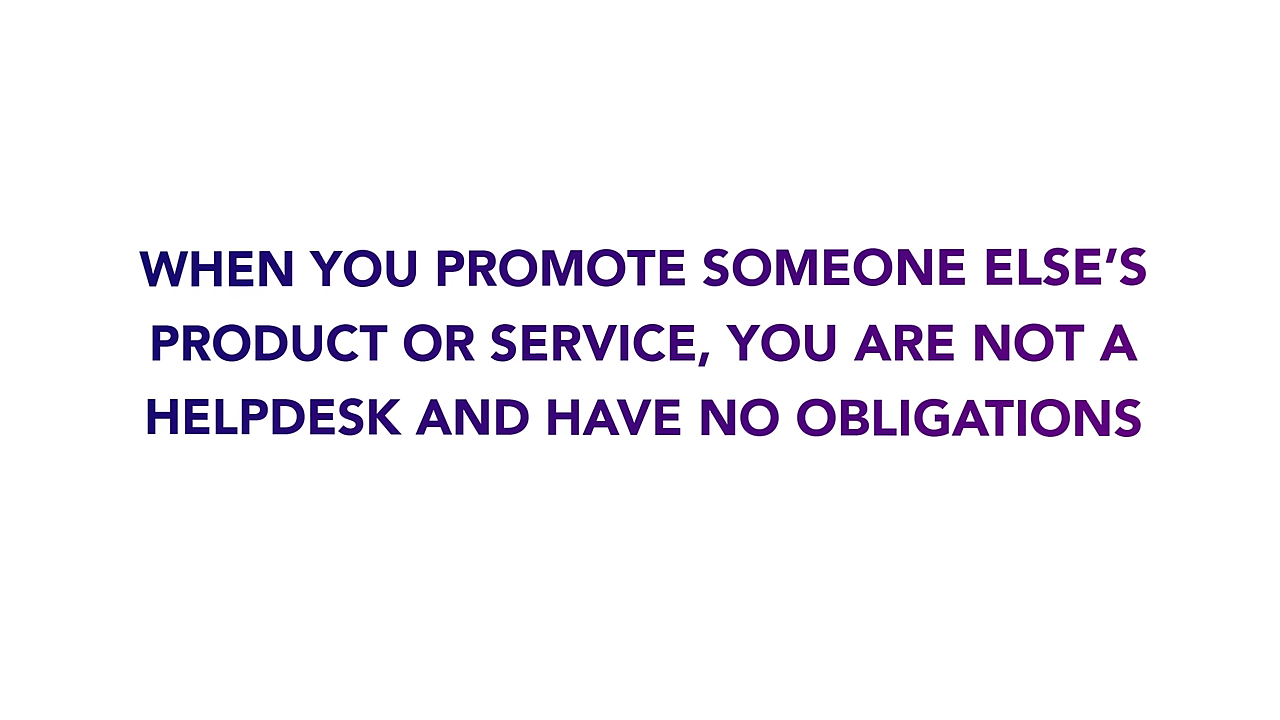 WHEN YOU PROMOTE SOMEONE ELSE’S
PRODUCT OR SERVICE, YOU ARE NOT A
HELPDESK AND HAVE NO OBLIGATIONS